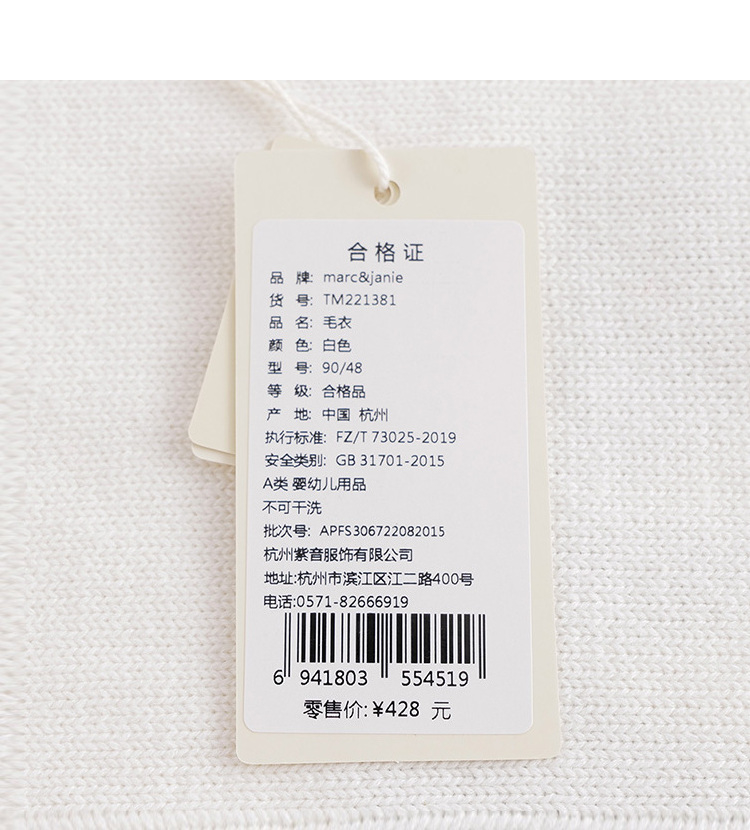 合格证
品 牌: marc&janie
货 号: TM221381
品 名: 毛衣
颜 色: 白色
型 号: 90/48
等 级: 合格品
产 地: 中国 杭州
执行标准: FZ/T 73025-2019
安全类别: GB 31701-2015
A类 婴幼儿用品
不可干洗
批次号: APFS306722082015
杭州紫音服饰有限公司
地址:杭州市滨江区江二路400号
电话:0571-82666919
6 941803 554519
零售价: ¥428 元